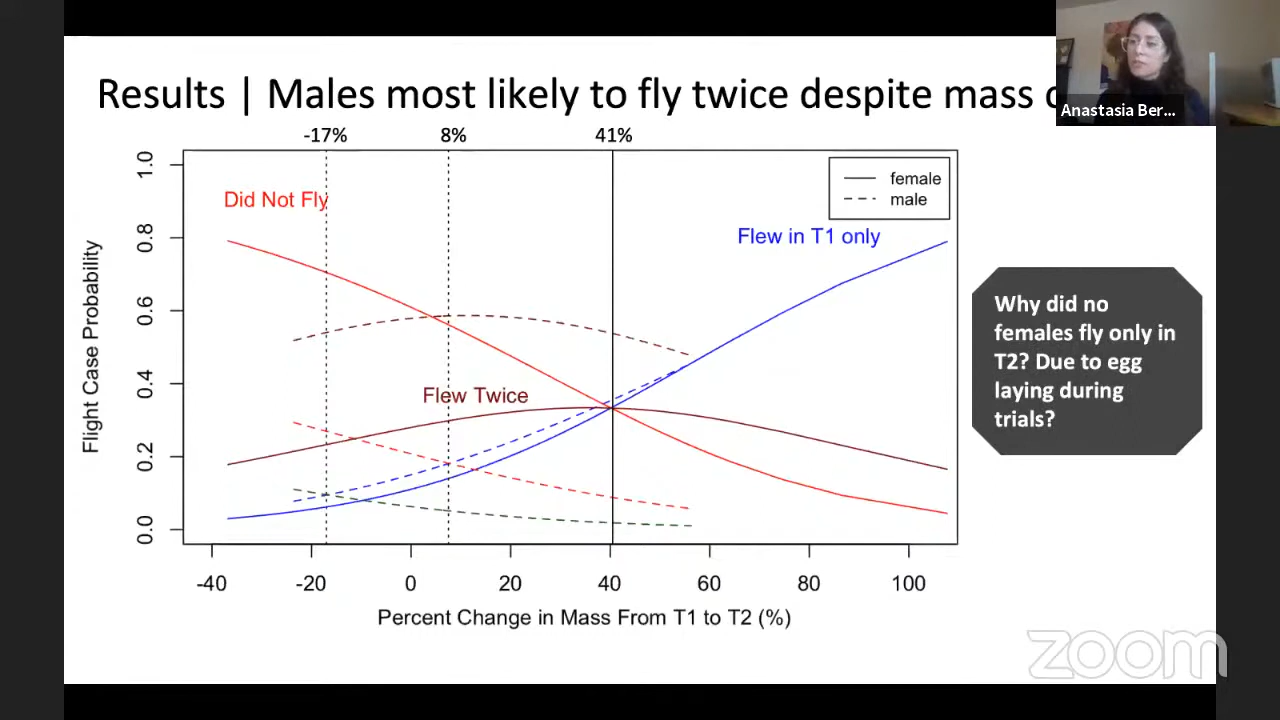 Results | Males most likely to fly twice despite mass
Anastasia Ber...
-17%
8%
41%
Did Not Fly
female
male
Flew in T1 only
Flew Twice
Flight Case Probability
1.0
0.8
0.6
0.4
0.2
0.0
-40
-20
0
20
40
60
80
100
Percent Change in Mass From T1 to T2 (%)
Why did no
females fly only in
T2? Due to egg
laying during
trials?
zoom